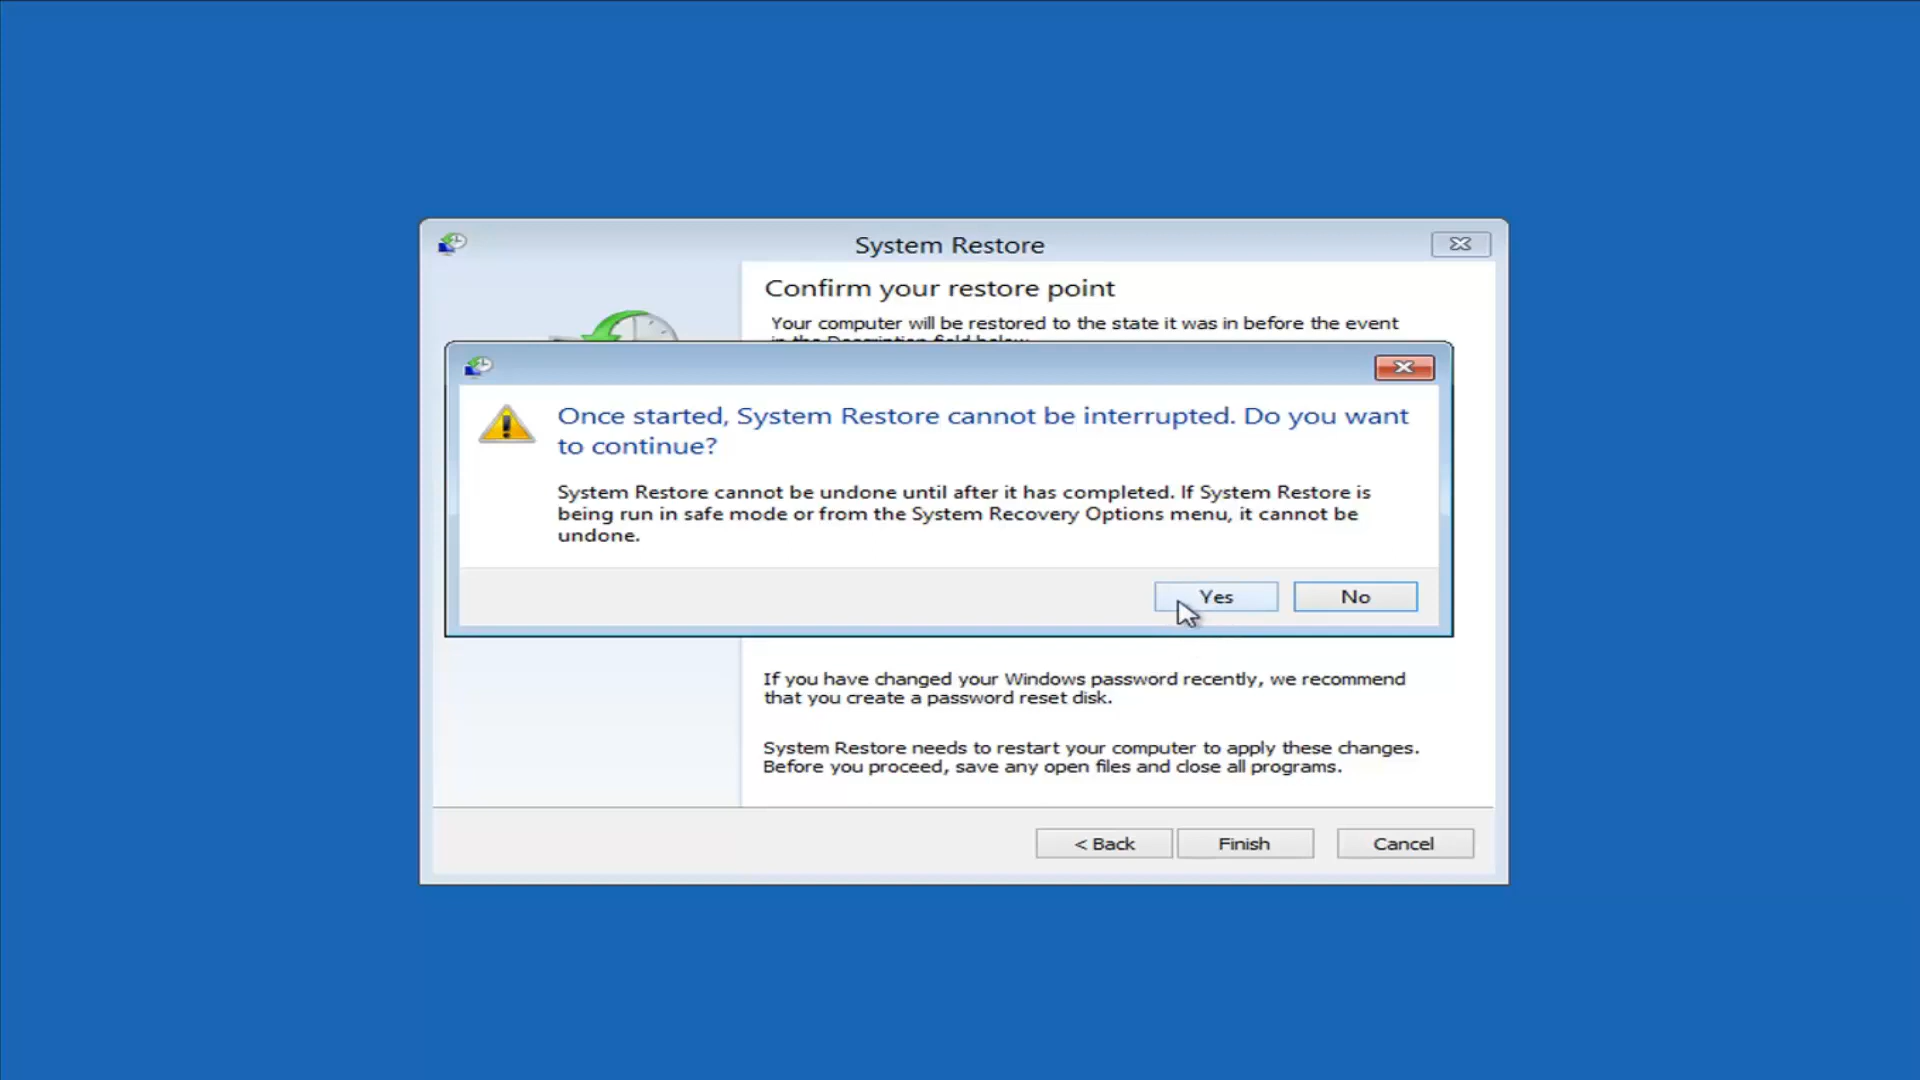 System Restore
Confirm your restore point
Your computer will be restored to the state it was in before the event
in the Description field below.
Once started, System Restore cannot be interrupted. Do you want
to continue?
System Restore cannot be undone until after it has completed. If System Restore is
being run in safe mode or from the System Recovery Options menu, it cannot be
undone.
Yes
No
If you have changed your Windows password recently, we recommend
that you create a password reset disk.
System Restore needs to restart your computer to apply these changes.
Before you proceed, save any open files and close all programs.
< Back
Finish
Cancel